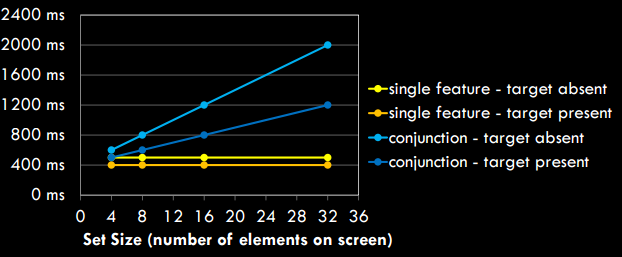 2400 ms
2000 ms
1600 ms
1200 ms
800 ms
400 ms
0 ms
0 4 8 12 16 20 24 28 32 36
Set Size (number of elements on screen)
single feature - target absent
single feature - target present
conjunction - target absent
conjunction - target present